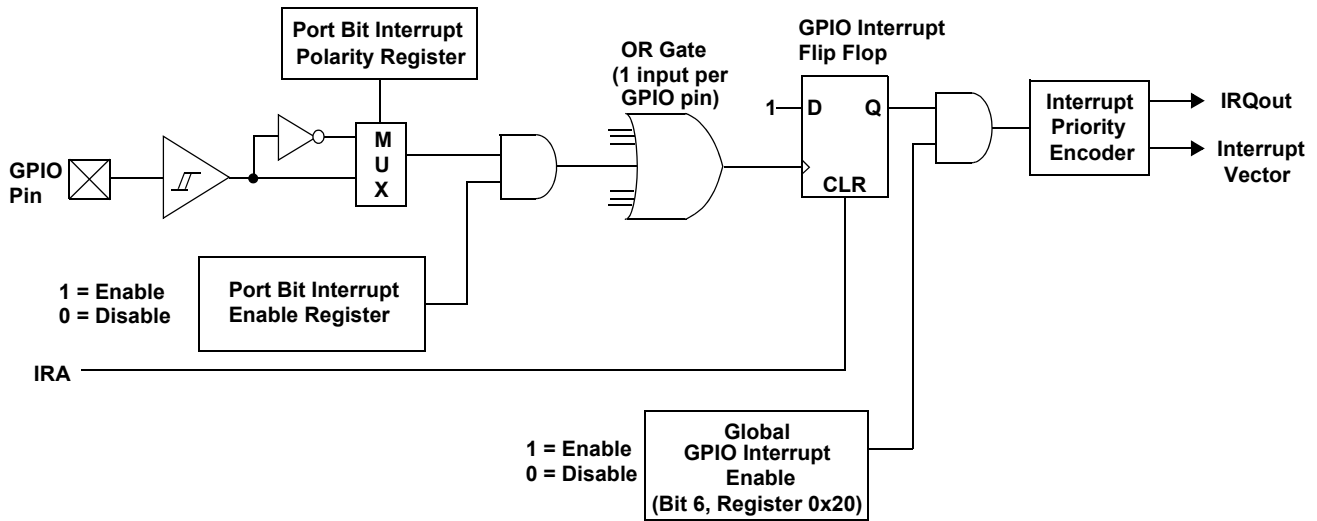 Port Bit Interrupt
Polarity Register
GPIO Interrupt
Flip Flop
OR Gate
(1 input per
GPIO pin)
M
U
X
1
D
Q
CLR
Interrupt
Priority
Encoder
IRQout
Interrupt
Vector
GPIO
Pin
1 = Enable
0 = Disable
Port Bit Interrupt
Enable Register
IRA
1 = Enable
0 = Disable
Global
GPIO Interrupt
Enable
(Bit 6, Register 0x20)